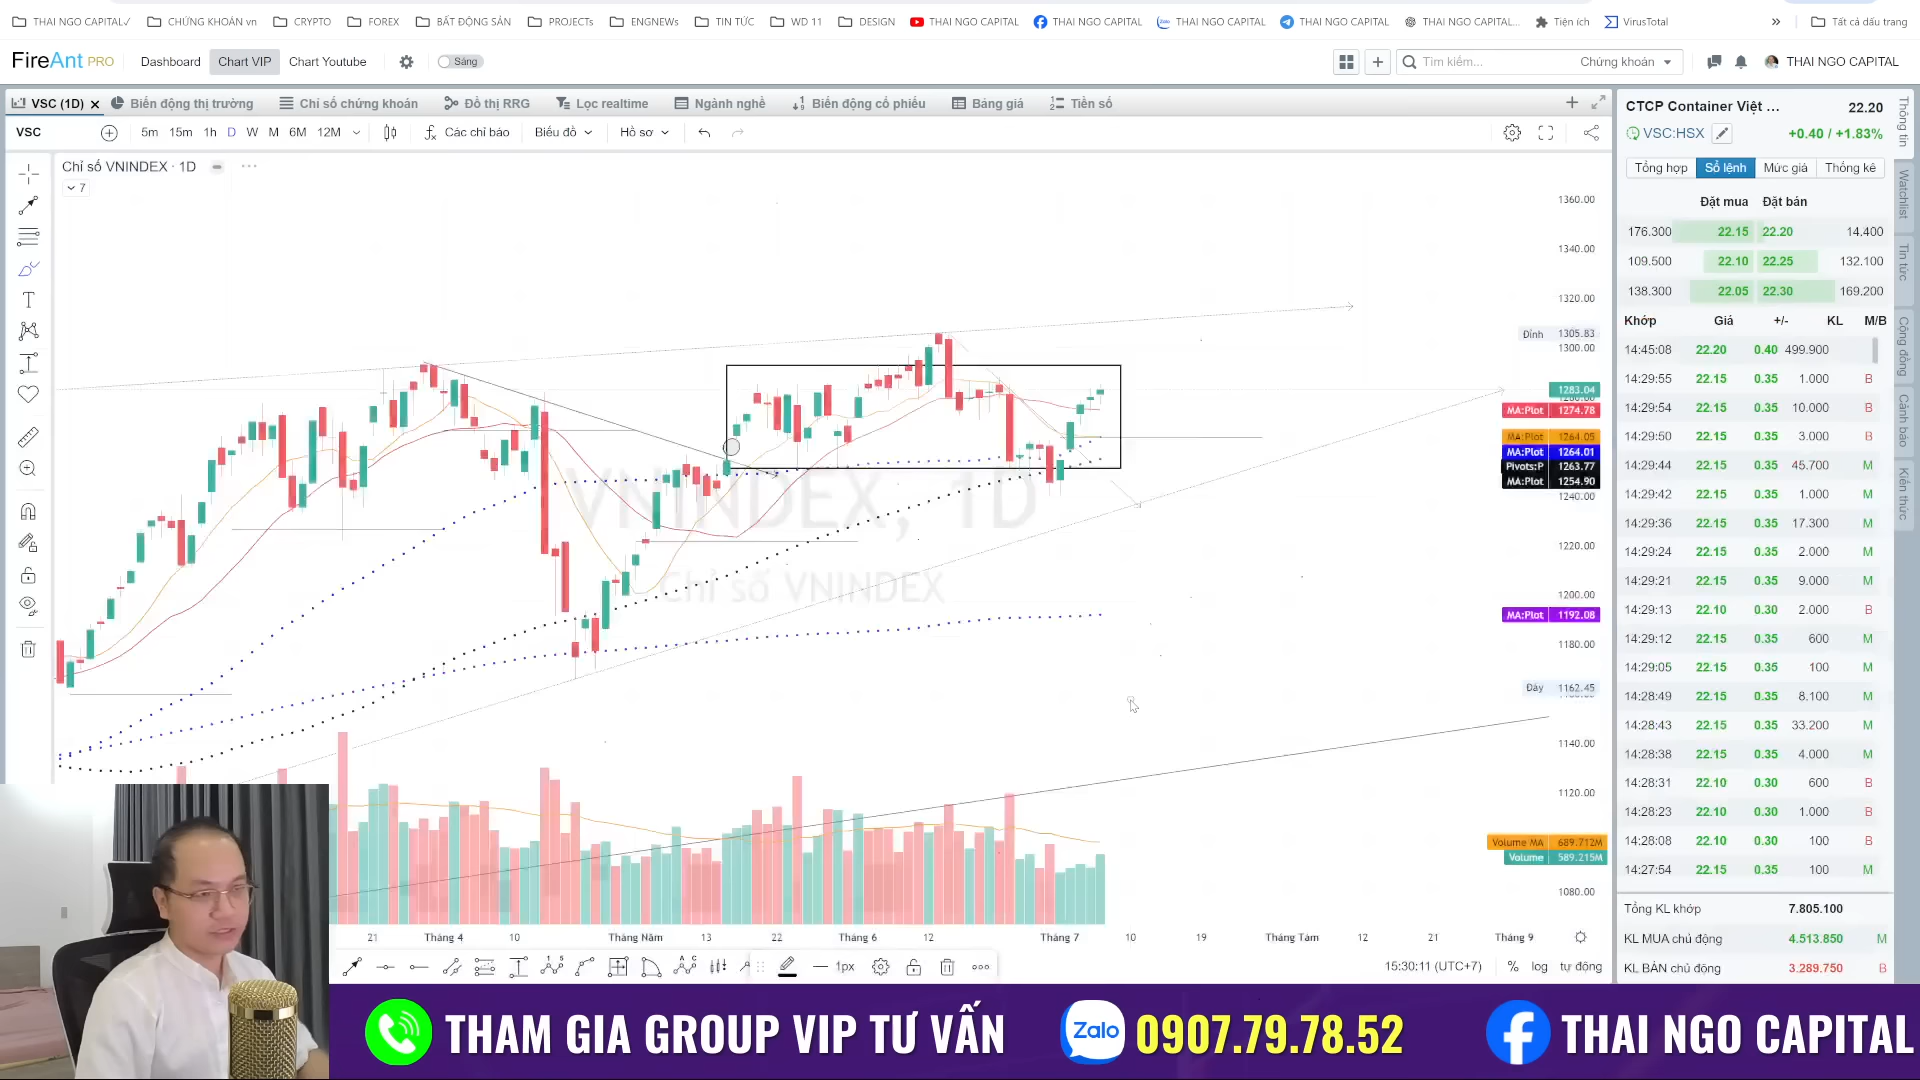 THAI NGO CAPITAL✓ CHỨNG KHOÁN vn CRYPTO FOREX BẤT ĐỘNG SẢN PROJECTs ENGNEWs TIN TỨC WD 11 DESIGN THAI NGO CAPITAL THAI NGO CAPITAL THAI NGO CAPITAL THAI NGO CAPITAL THAI NGO CAPITAL... Tiện ích VirusTotal » Tất cả dấu trang
FireAnt PRO Dashboard Chart VIP Chart Youtube Sáng Tìm kiếm... Chứng khoán THAI NGO CAPITAL
VSC (1D) Biến động thị trường Chỉ số chứng khoán Đồ thị RRG Lọc realtime Ngành nghề Biến động cổ phiếu Bảng giá Tiền số
VSC 5m 15m 1h D W M 6M 12M Các chỉ báo Biểu đồ Hồ sơ
Chỉ số VNINDEX · 1D
7
VNINDEX, 1D
Chỉ số VNINDEX
1360.00
1340.00
1320.00
Đỉnh 1305.83
1300.00
1283.04
MA:Plot 1274.78
MA:Plot 1264.05
MA:Plot 1264.01
Pivots:P 1263.77
MA:Plot 1254.90
1240.00
1220.00
1200.00
MA:Plot 1192.08
1180.00
Đáy 1162.45
1140.00
1120.00
Volume MA 689.712M
Volume 589.215M
1080.00
21 Tháng 4 10 Tháng Năm 13 22 Tháng 6 12 Tháng 7 10 19 Tháng Tám 12 21 Tháng 9
1px 15:30:11 (UTC+7) % log tự động
CTCP Container Việt ... 22.20
VSC:HSX +0.40 / +1.83%
Tổng hợp Sổ lệnh Mức giá Thống kê
Đặt mua Đặt bán
176.300 22.15 22.20 14.400
109.500 22.10 22.25 132.100
138.300 22.05 22.30 169.200
Khớp Giá +/- KL M/B
14:45:08 22.20 0.40 499.900
14:29:55 22.15 0.35 1.000 B
14:29:54 22.15 0.35 10.000 B
14:29:50 22.15 0.35 3.000 B
14:29:44 22.15 0.35 45.700 M
14:29:42 22.15 0.35 1.000 M
14:29:36 22.15 0.35 17.300 M
14:29:24 22.15 0.35 2.000 M
14:29:21 22.15 0.35 9.000 M
14:29:13 22.10 0.30 2.000 B
14:29:12 22.15 0.35 600 M
14:29:05 22.15 0.35 100 M
14:28:49 22.15 0.35 8.100 M
14:28:43 22.15 0.35 33.200 M
14:28:38 22.15 0.35 4.000 M
14:28:31 22.10 0.30 600 B
14:28:23 22.10 0.30 1.000 B
14:28:08 22.10 0.30 100 B
14:27:54 22.15 0.35 100 M
Tổng KL khớp 7.805.100
KL MUA chủ động 4.513.850 M
KL BÁN chủ động 3.289.750 B
Thông tin
Watchlist
Tin tức
Cộng đồng
Cảnh báo
Kiến thức
THAM GIA GROUP VIP TƯ VẤN Zalo 0907.79.78.52 THAI NGO CAPITAL